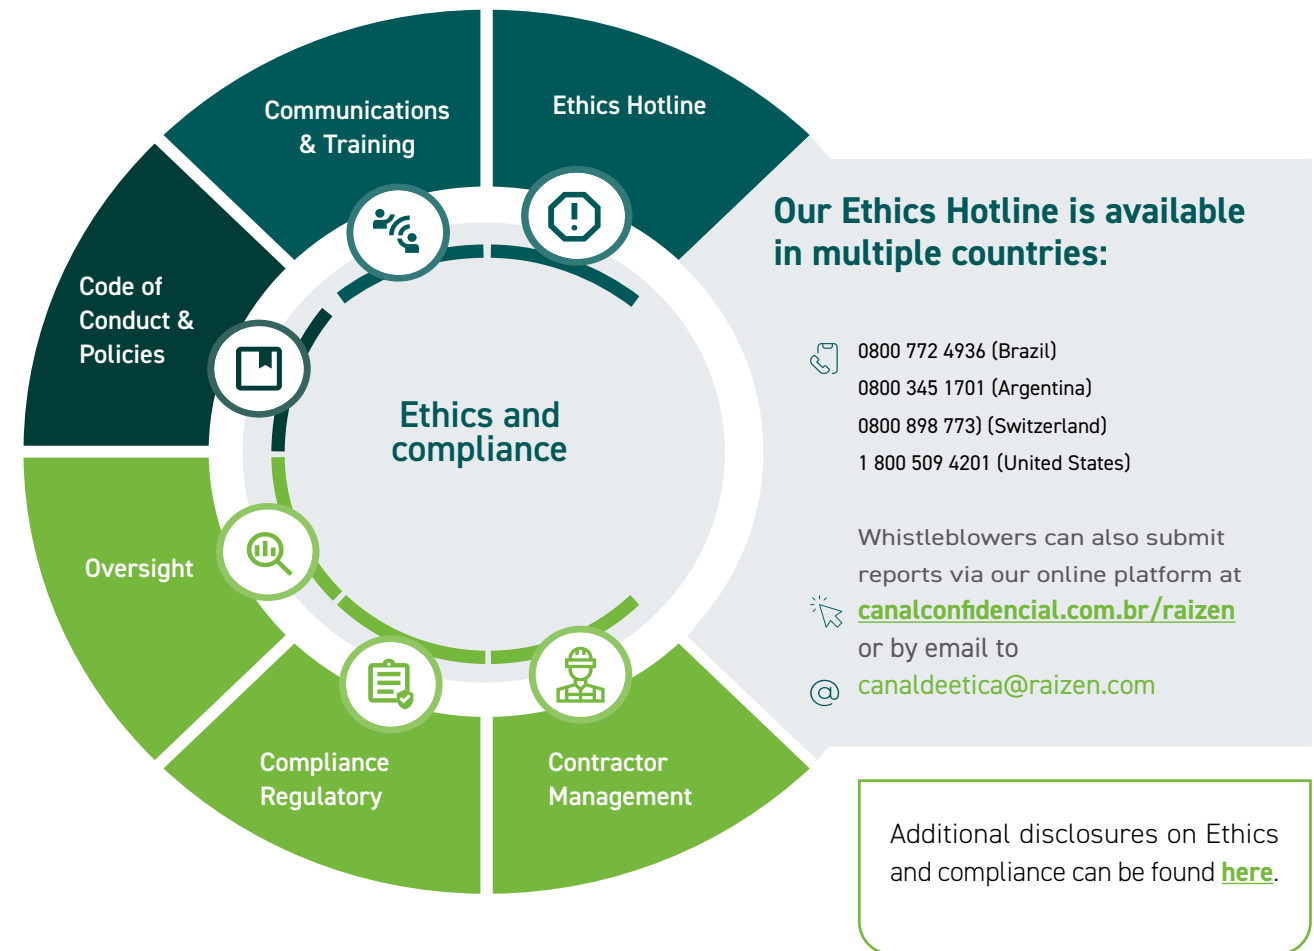 Communications
& Training
Ethics Hotline
Code of
Conduct &
Policies
Ethics and
compliance
Oversight
Compliance
Regulatory
Contractor
Management
Our Ethics Hotline is available
in multiple countries:
0800 772 4936 (Brazil)
0800 345 1701 (Argentina)
0800 898 773) (Switzerland)
1 800 509 4201 (United States)
Whistleblowers can also submit
reports via our online platform at
canalconfidencial.com.br/raizen
or by email to
@ canaldeetica@raizen.com
Additional disclosures on Ethics
and compliance can be found here.